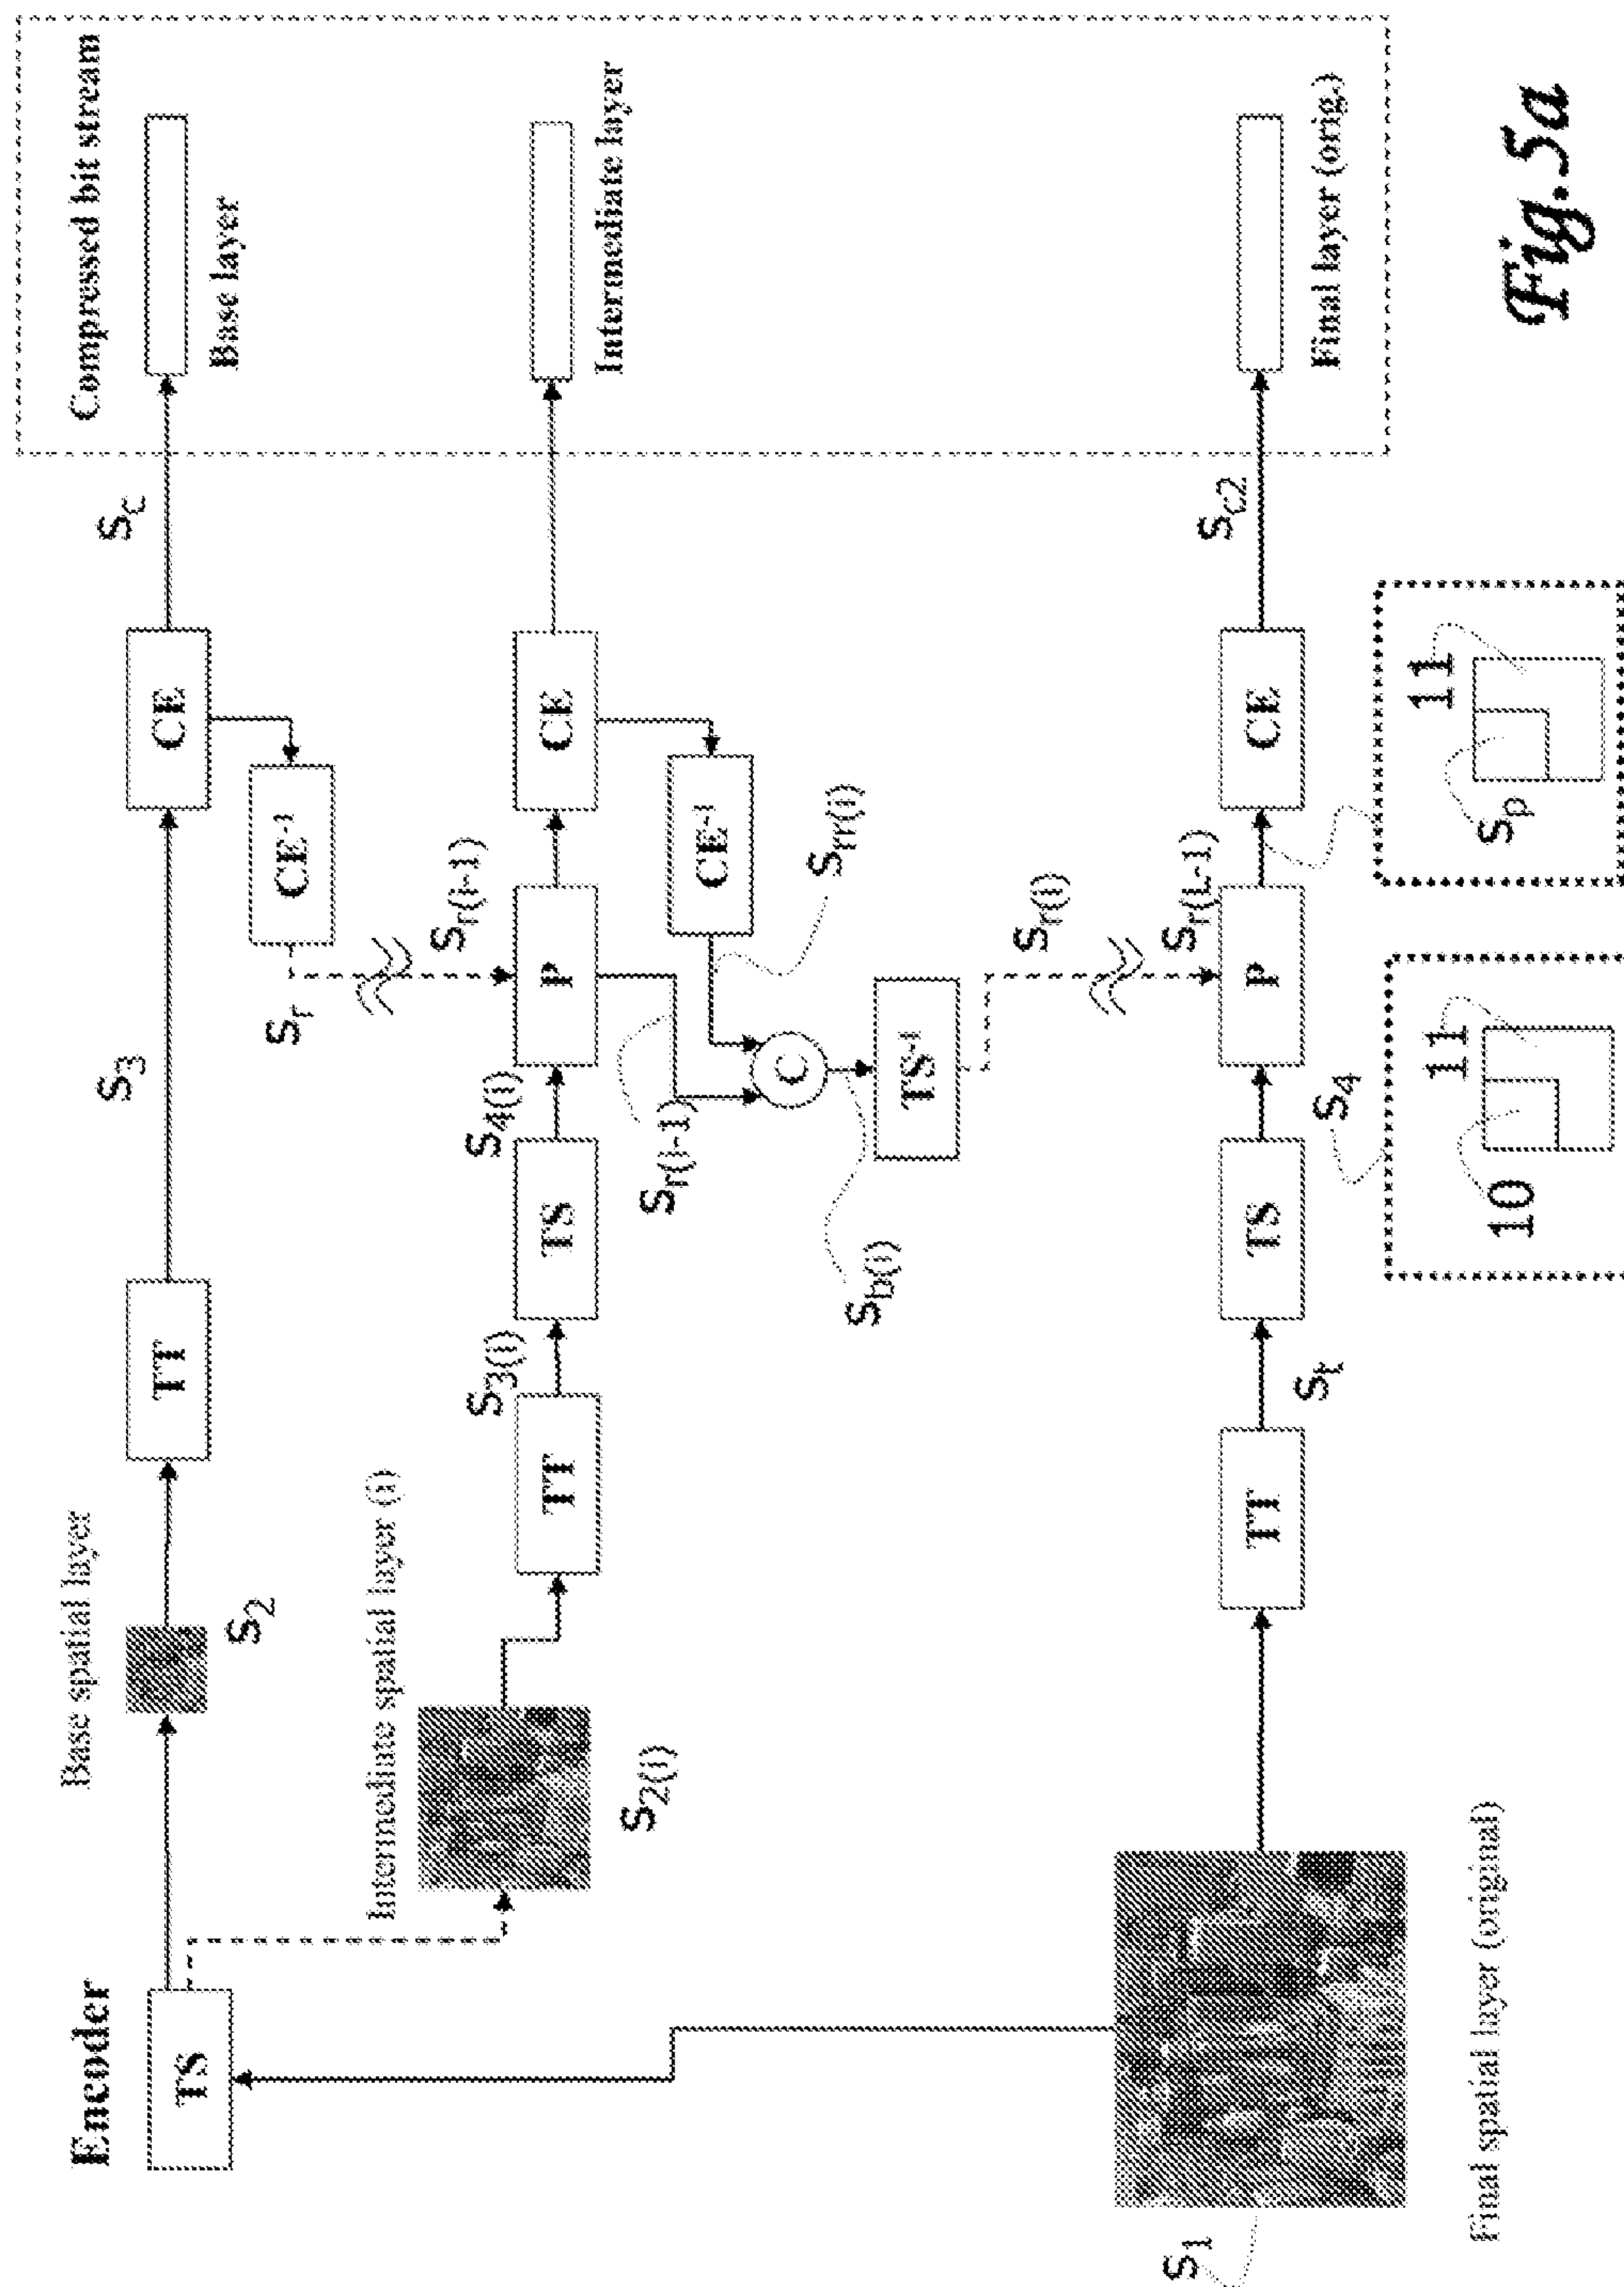 Encoder
TS
Base spatial layer
S2
TT
S3
CE
Sc
Compressed bit stream
Base layer
CE-1
Sr
Sr(i-1)
Intermediate spatial layer (i)
S2(i)
TT
S3(i)
TS
S4(i)
P
CE
Intermediate layer
CE-1
Srr(i)
Sr(i-1)
C
Sb(i)
TS-1
Sr(i)
Sr(L-1)
S1
Final spatial layer (original)
TT
St
TS
P
CE
Sc2
Final layer (orig.)
S4
10
11
Sp
11
Fig.5a